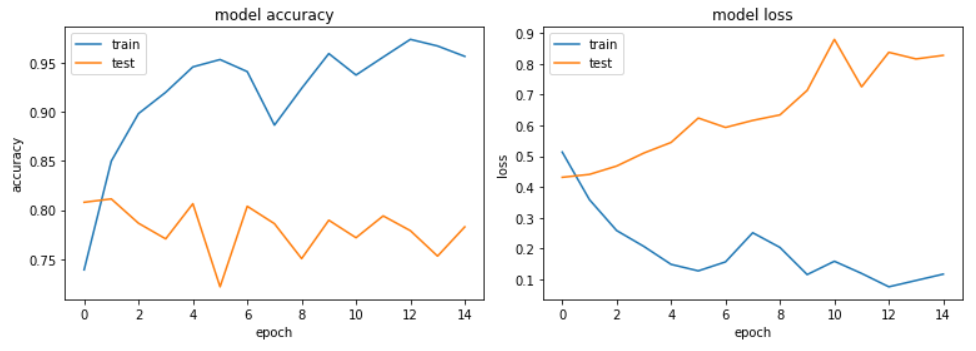 model accuracy
train
test
0.95
0.90
0.85
0.80
0.75
accuracy
0 2 4 6 8 10 12 14
epoch
model loss
train
test
0.9
0.8
0.7
0.6
0.5
0.4
0.3
0.2
0.1
loss
0 2 4 6 8 10 12 14
epoch